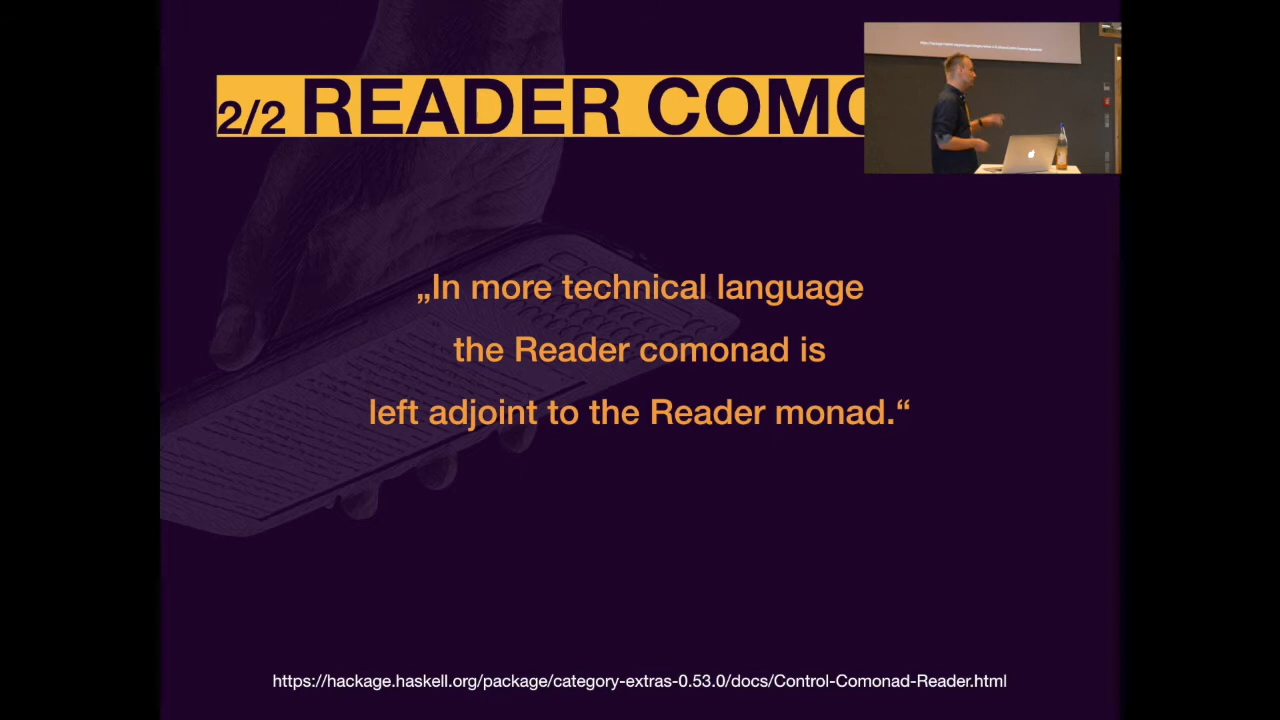 2/2 READER COMO
„In more technical language
the Reader comonad is
left adjoint to the Reader monad.“
https://hackage.haskell.org/package/category-extras-0.53.0/docs/Control-Comonad-Reader.html